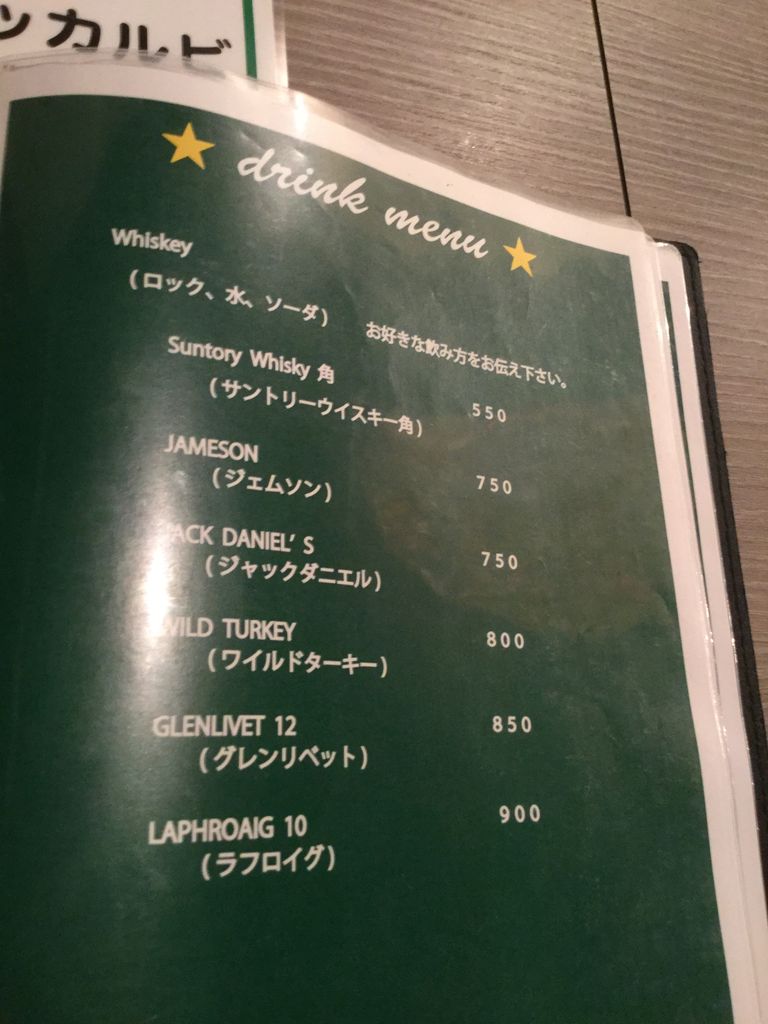 ッカルビ
drink menu
Whiskey
(ロック、水、ソーダ)
お好きな飲み方をお伝え下さい。
Suntory Whisky 角 550
(サントリーウイスキー角)
JAMESON 750
(ジェムソン)
JACK DANIEL'S 750
(ジャックダニエル)
WILD TURKEY 800
(ワイルドターキー)
GLENLIVET 12 850
(グレンリベット)
LAPHROAIG 10 900
(ラフロイグ)